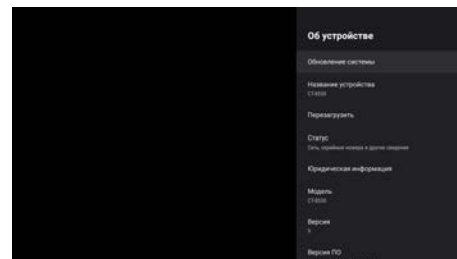 Об устройстве
Обновление системы
Название устройства
Перезагрузить
Статус
Сеть, серийные номера и другие сведения
Юридическая информация
Модель
Версия
9
Версия ПО